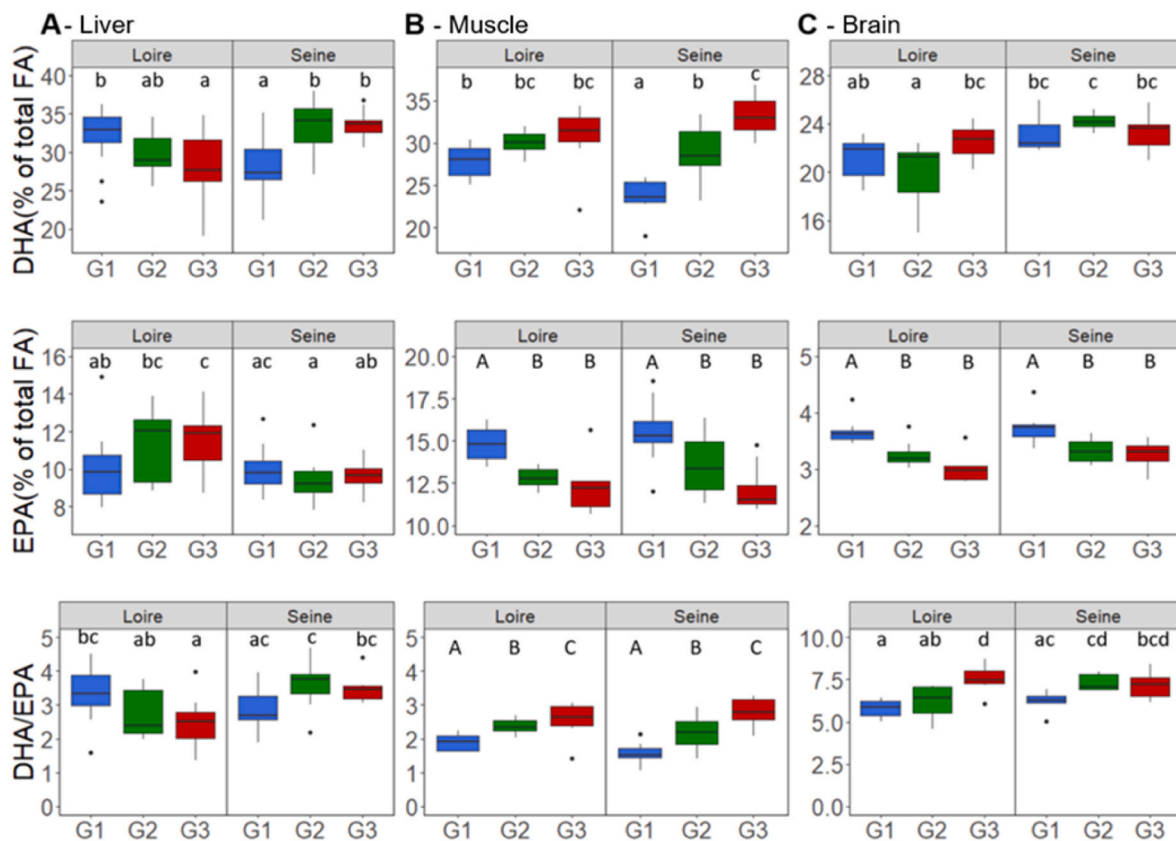 A - Liver B - Muscle C - Brain
Loire Seine Loire Seine Loire Seine
DHA(% of total FA)
40 b ab a a b b
35
30
25
20
35 b bc bc a b c
30
25
20
28 ab a bc bc c bc
24
20
16
G1 G2 G3 G1 G2 G3 G1 G2 G3 G1 G2 G3 G1 G2 G3 G1 G2 G3
Loire Seine Loire Seine Loire Seine
EPA(% of total FA)
16 ab bc c ac a ab
14
12
10
8
20.0 A B B A B B
17.5
15.0
12.5
10.0
5 A B B A B B
4
3
2
G1 G2 G3 G1 G2 G3 G1 G2 G3 G1 G2 G3 G1 G2 G3 G1 G2 G3
Loire Seine Loire Seine Loire Seine
DHA/EPA
5 bc ab a ac c bc
4
3
2
1
0
5 A B C A B C
4
3
2
1
0
10.0 a ab d ac cd bcd
7.5
5.0
2.5
0.0
G1 G2 G3 G1 G2 G3 G1 G2 G3 G1 G2 G3 G1 G2 G3 G1 G2 G3